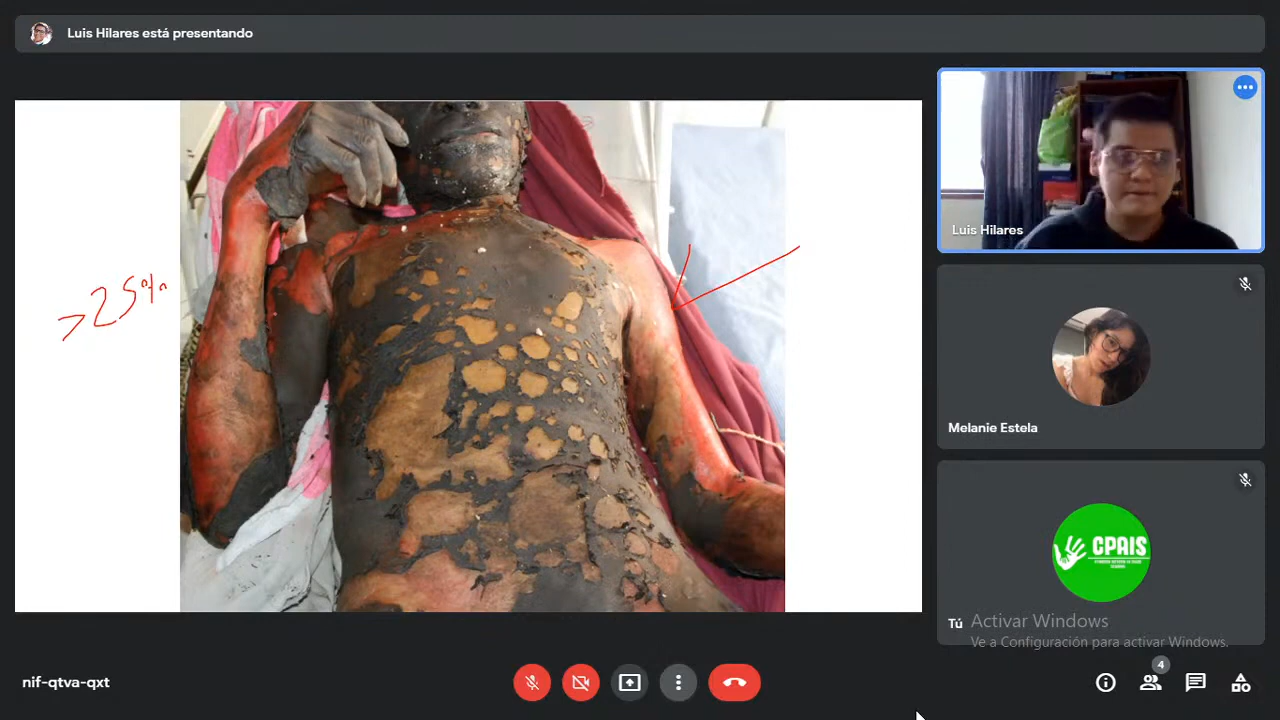 Luis Hilares está presentando
>25%
Luis Hilares
Melanie Estela
CPAIS
Tú
Activar Windows
Ve a Configuración para activar Windows.
nif-qtva-qxt
4